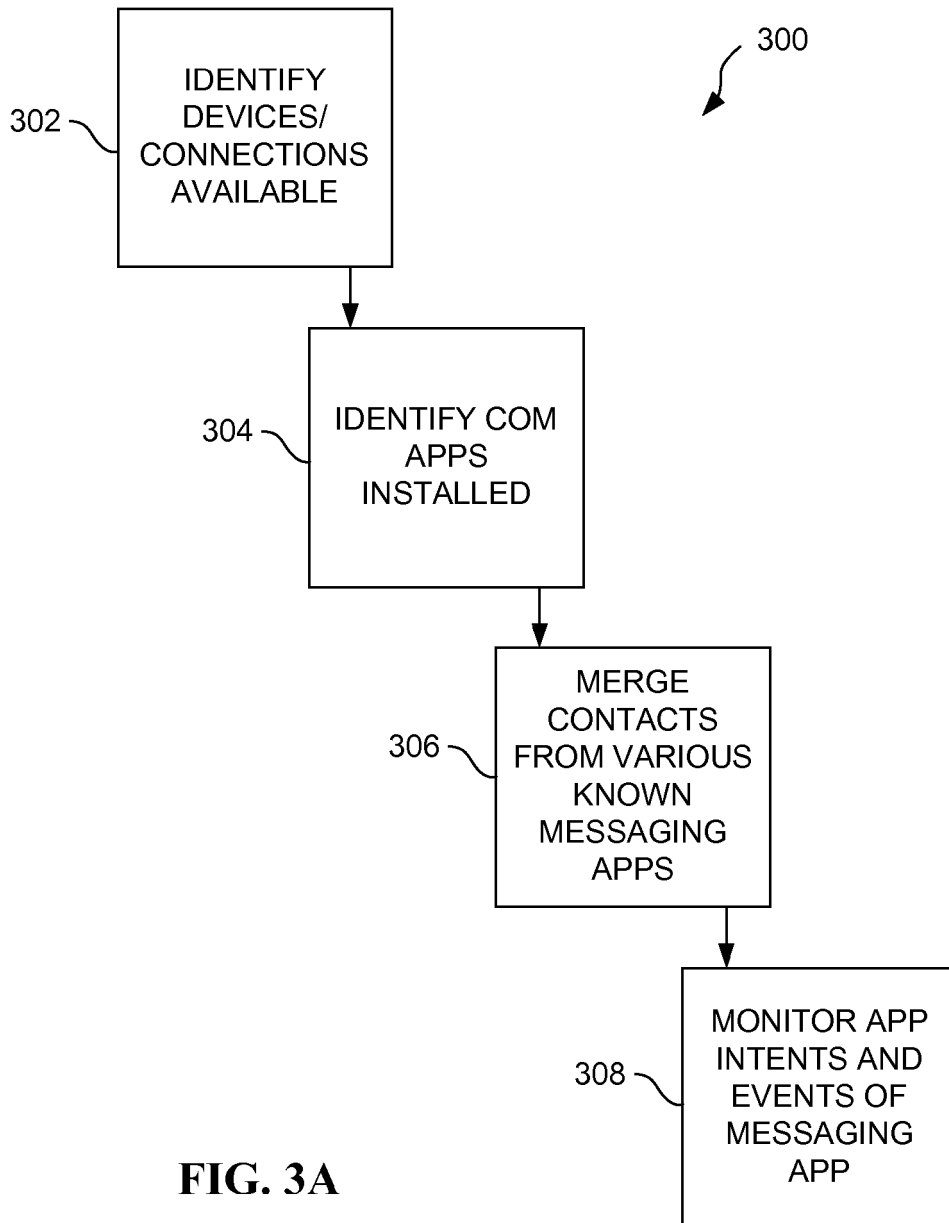 300
302
IDENTIFY
DEVICES/
CONNECTIONS
AVAILABLE
304
IDENTIFY COM
APPS
INSTALLED
306
MERGE
CONTACTS
FROM VARIOUS
KNOWN
MESSAGING
APPS
308
MONITOR APP
INTENTS AND
EVENTS OF
MESSAGING
APP
FIG. 3A